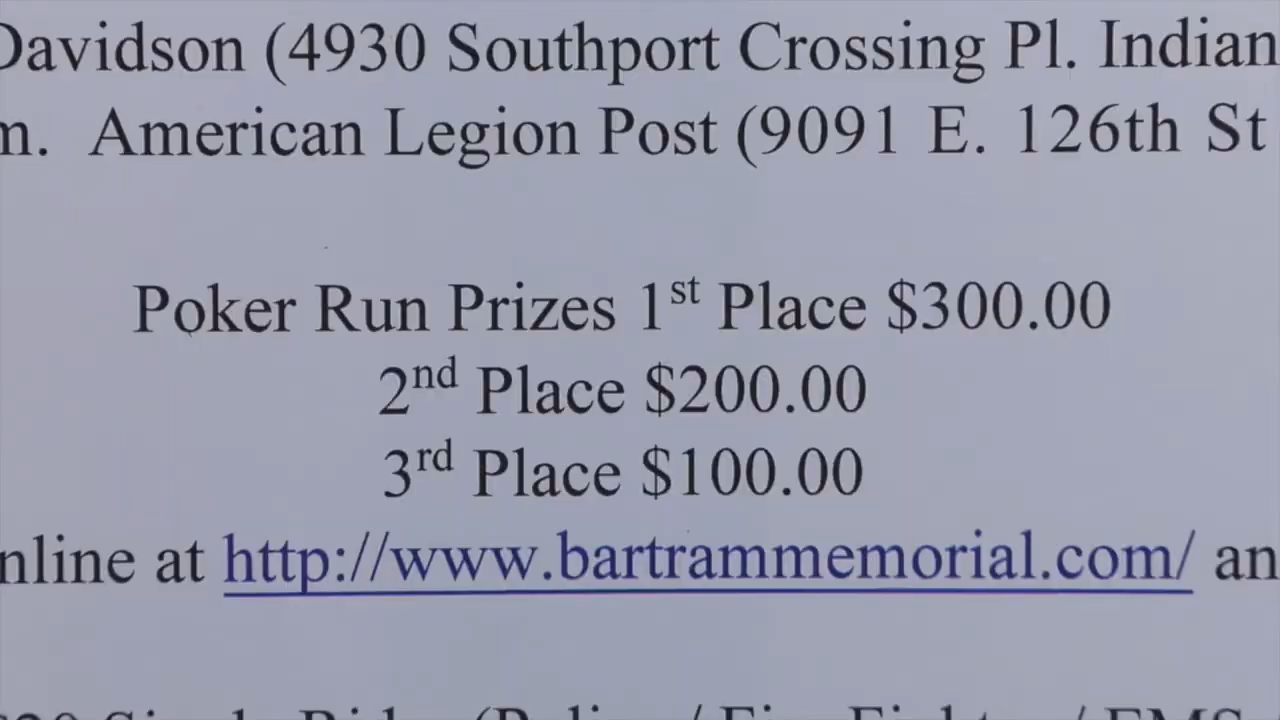 Davidson (4930 Southport Crossing Pl. Indian
m. American Legion Post (9091 E. 126th St
Poker Run Prizes 1st Place $300.00
2nd Place $200.00
3rd Place $100.00
nline at http://www.bartrammemorial.com/ an